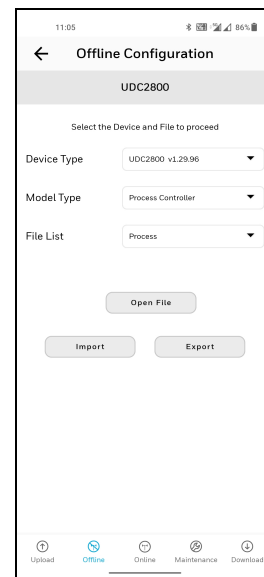 11:05 86%
Offline Configuration
UDC2800
Select the Device and File to proceed
Device Type UDC2800 v1.29.96
Model Type Process Controller
File List Process
Open File
Import Export
Upload Offline Online Maintenance Download